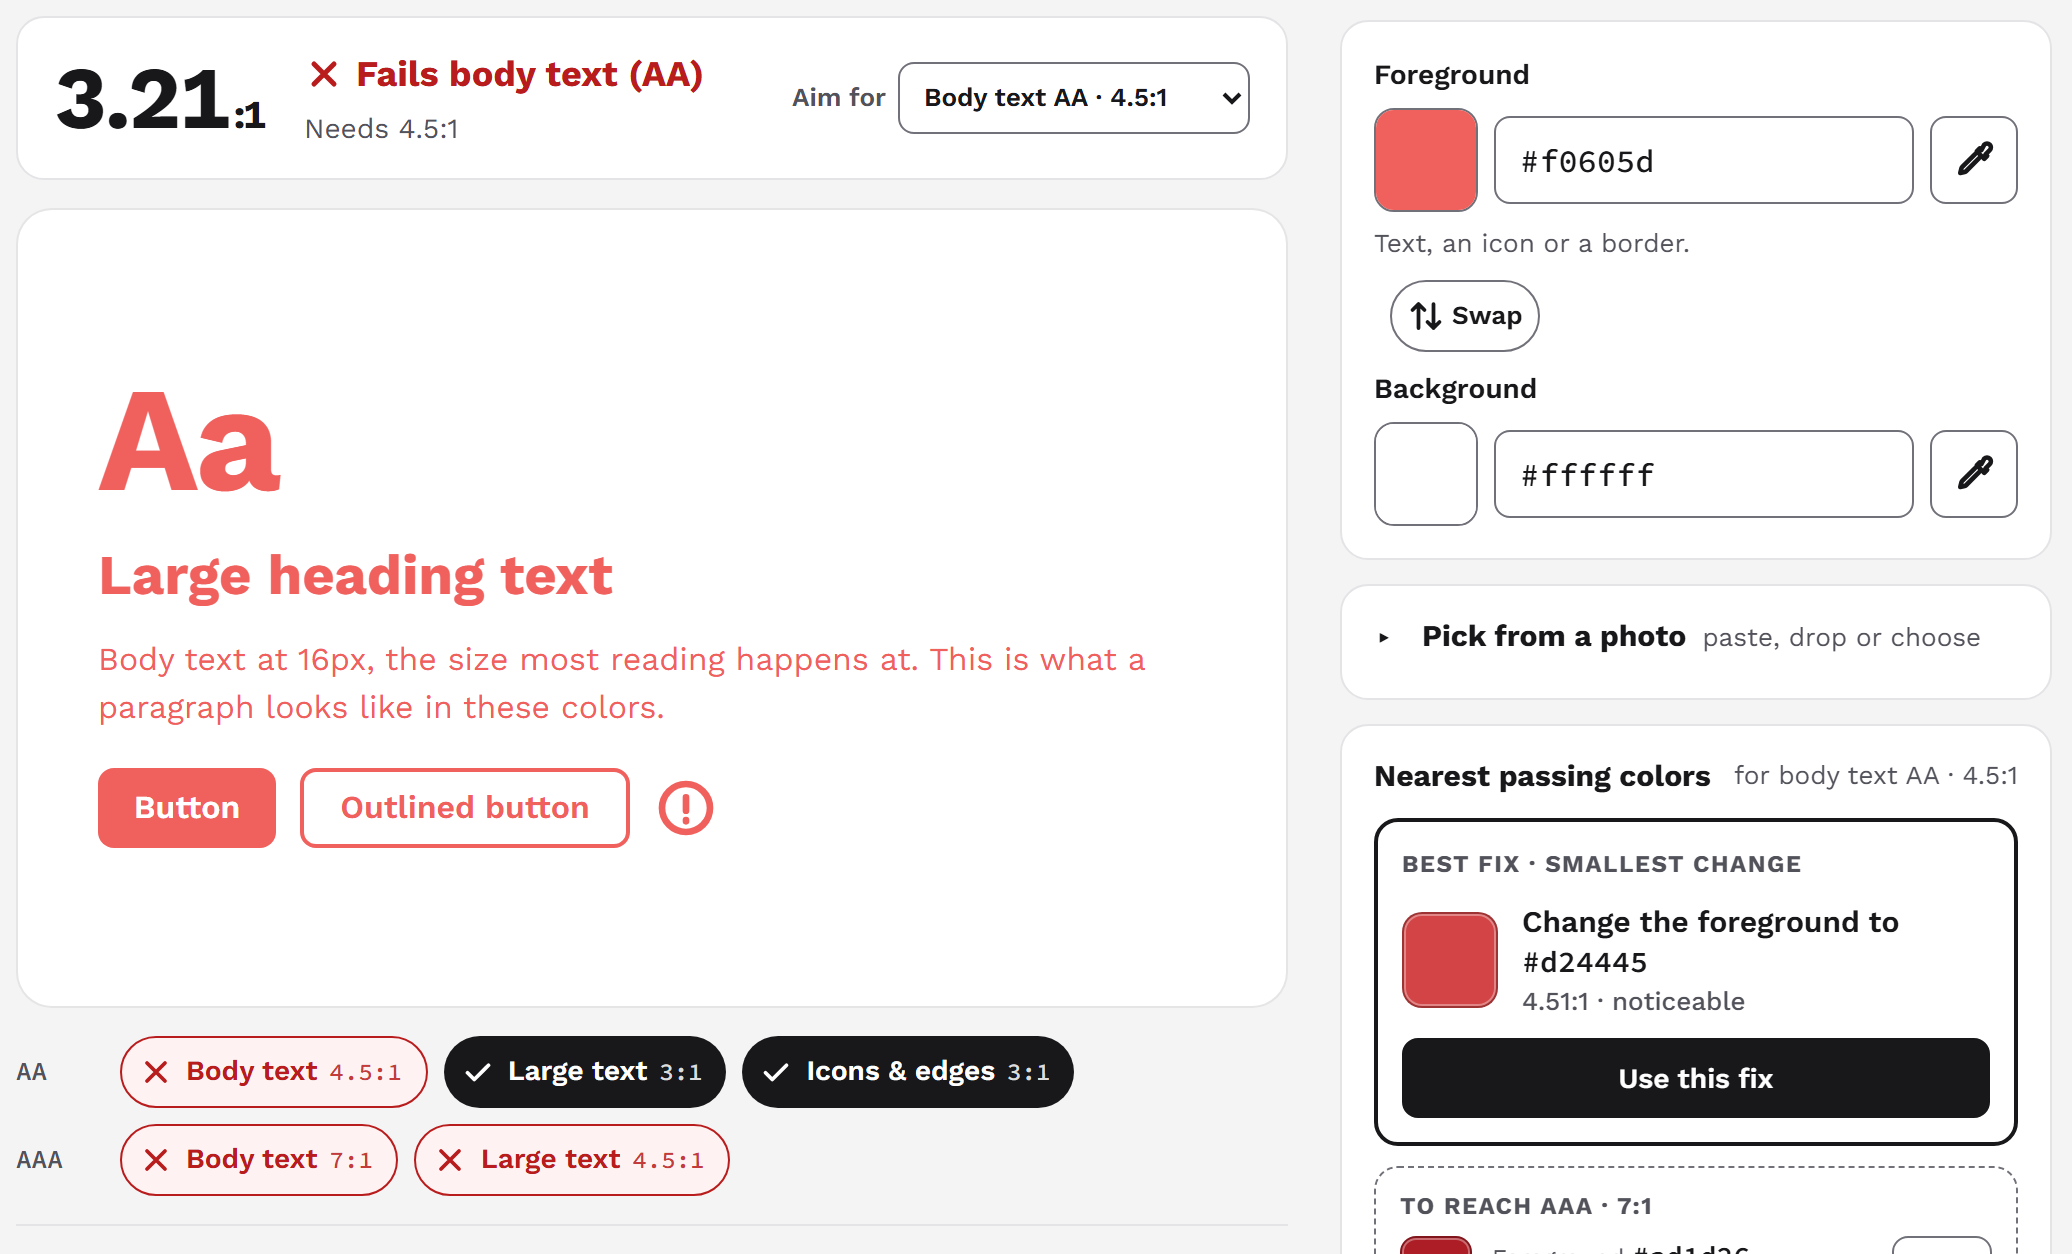 3.21:1
Fails body text (AA)
Needs 4.5:1
Aim for
Body text AA · 4.5:1
Aa
Large heading text
Body text at 16px, the size most reading happens at. This is what a
paragraph looks like in these colors.
Button
Outlined button
AA
Body text 4.5:1
Large text 3:1
Icons & edges 3:1
AAA
Body text 7:1
Large text 4.5:1
Foreground
#f0605d
Text, an icon or a border.
Swap
Background
#ffffff
Pick from a photo paste, drop or choose
Nearest passing colors for body text AA · 4.5:1
BEST FIX · SMALLEST CHANGE
Change the foreground to
#d24445
4.51:1 · noticeable
Use this fix
TO REACH AAA · 7:1